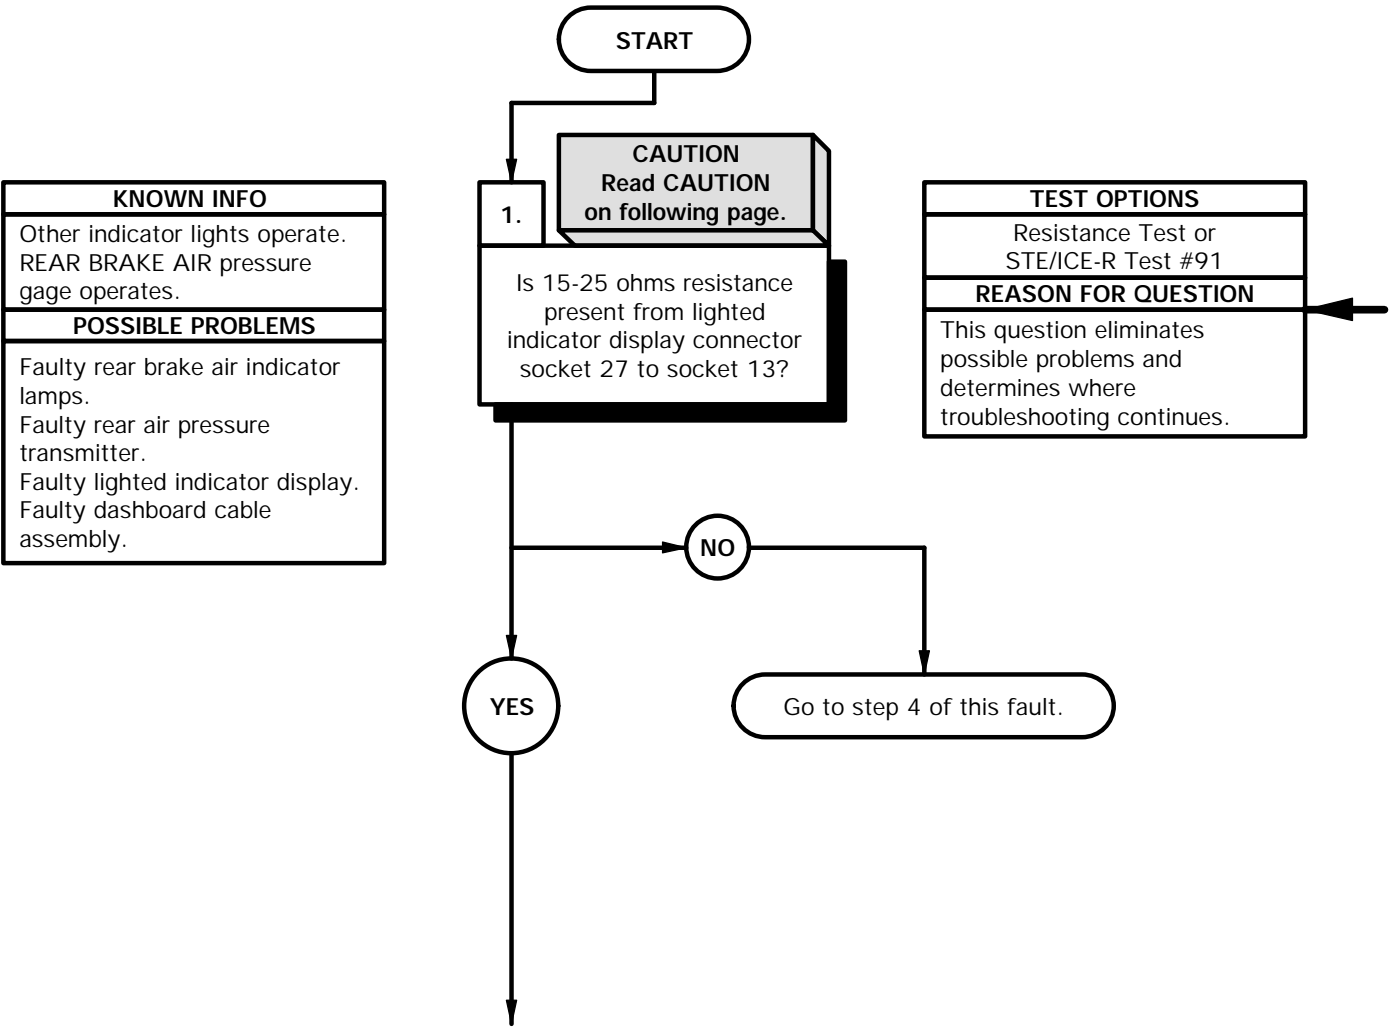 START
CAUTION
Read CAUTION
on following page.
1.
Is 15-25 ohms resistance
present from lighted
indicator display connector
socket 27 to socket 13?
KNOWN INFO
Other indicator lights operate.
REAR BRAKE AIR pressure
gage operates.
POSSIBLE PROBLEMS
Faulty rear brake air indicator
lamps.
Faulty rear air pressure
transmitter.
Faulty lighted indicator display.
Faulty dashboard cable
assembly.
TEST OPTIONS
Resistance Test or
STE/ICE-R Test #91
REASON FOR QUESTION
This question eliminates
possible problems and
determines where
troubleshooting continues.
NO
YES
Go to step 4 of this fault.